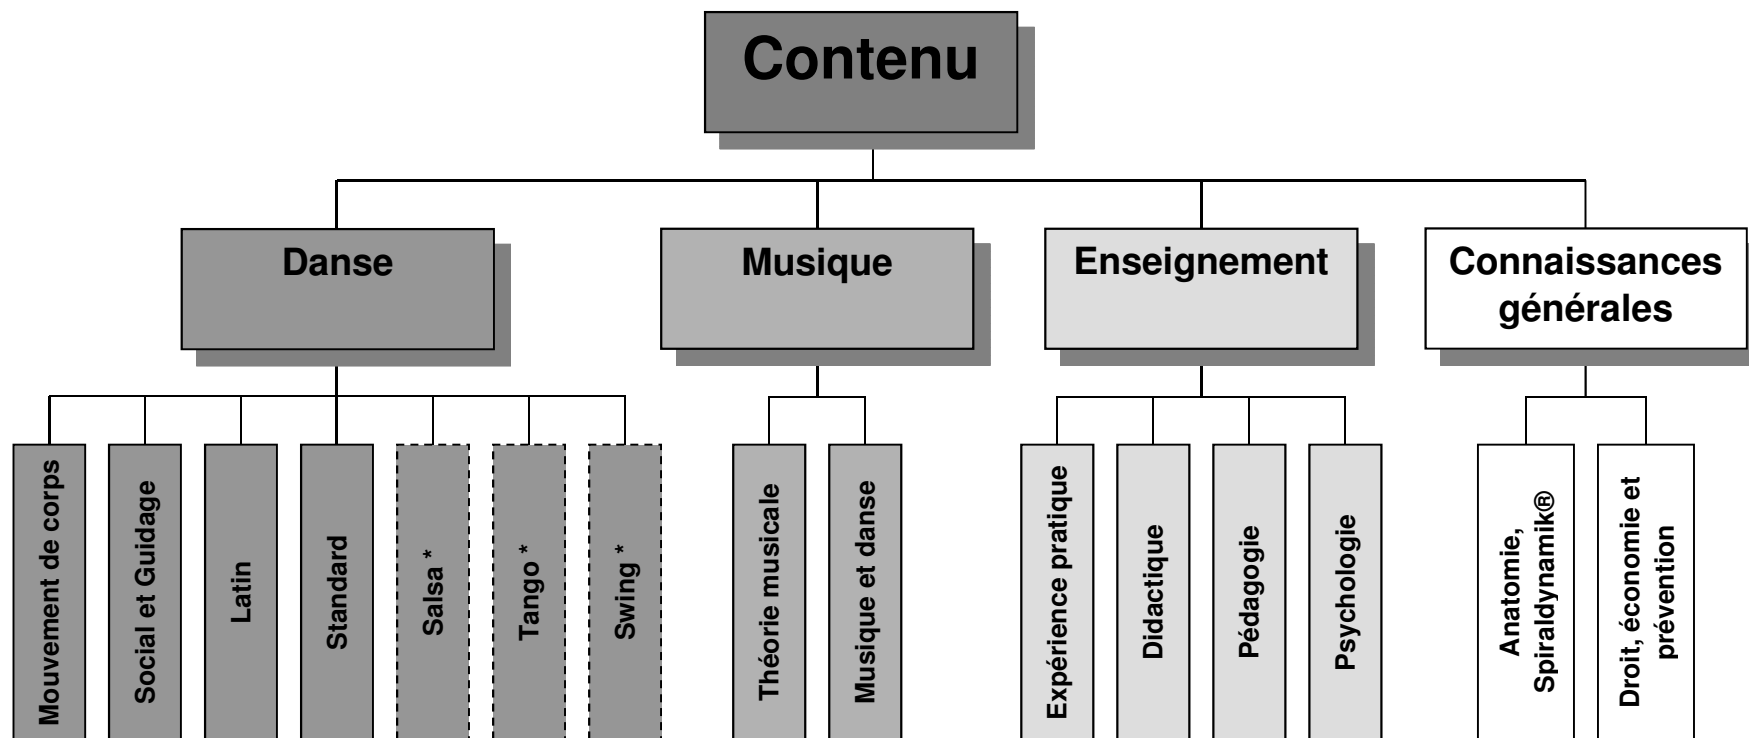 Contenu
Danse
Musique
Enseignement
Connaissances
générales
Mouvement de corps
Social et Guidage
Latin
Standard
Salsa *
Tango *
Swing *
Théorie musicale
Musique et danse
Expérience pratique
Didactique
Pédagogie
Psychologie
Anatomie,
Spiraldynamik®
Droit, économie et
prévention